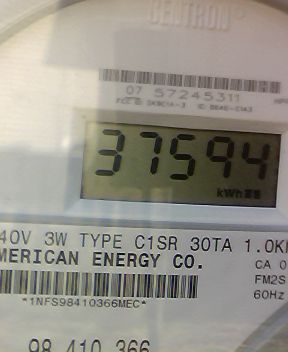 CENTRON®
07 57245311
37594
kWh
40V 3W TYPE C1SR 30TA 1.0K
MERICAN ENERGY CO. CA 0
FM2S
60Hz
*1NFS98410366MEC*
98 410 366